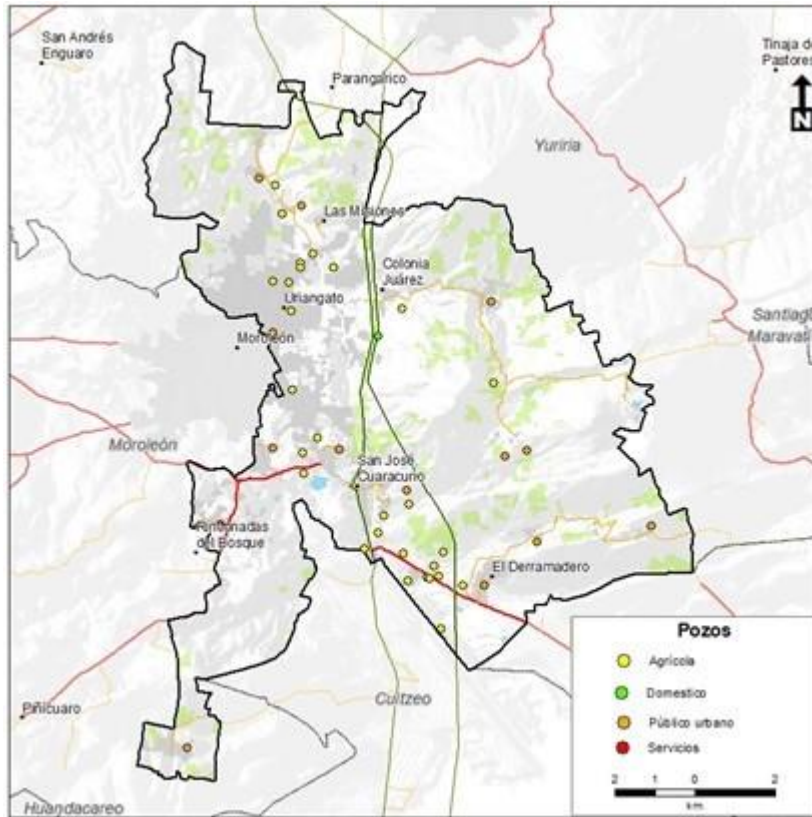 San Andrés
Enguaro
Parangarico
Tinaja de
Pastores
N
Yuriria
Las Misiones
Colonia
Juárez
Uriangato
Santiago
Maravatí
Moroleón
Moroleón
San José
Cuaracurio
Rinconadas
del Bosque
El Derramadero
Piñícuaro
Cuitzeo
Huandacareo
Pozos
Agrícola
Domestico
Público urbano
Servicios
2 1 0 2
km